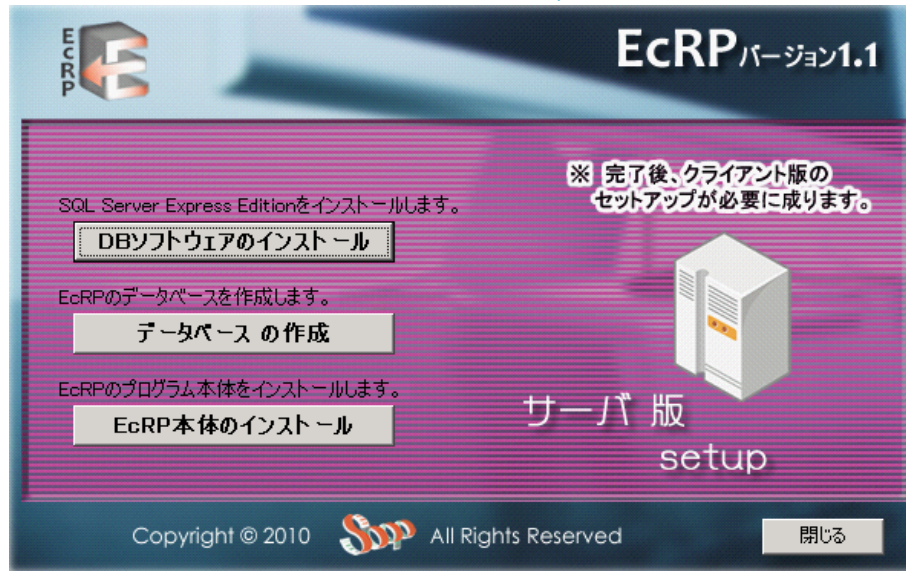 EcRP
EcRPバージョン1.1
※ 完了後、クライアント版の
セットアップが必要に成ります。
SQL Server Express Editionをインストールします。
DBソフトウェアのインストール
EcRPのデータベースを作成します。
データベース の作成
EcRPのプログラム本体をインストールします。
EcRP本体のインストール
サーバ 版
setup
Copyright © 2010 Sopp All Rights Reserved
閉じる